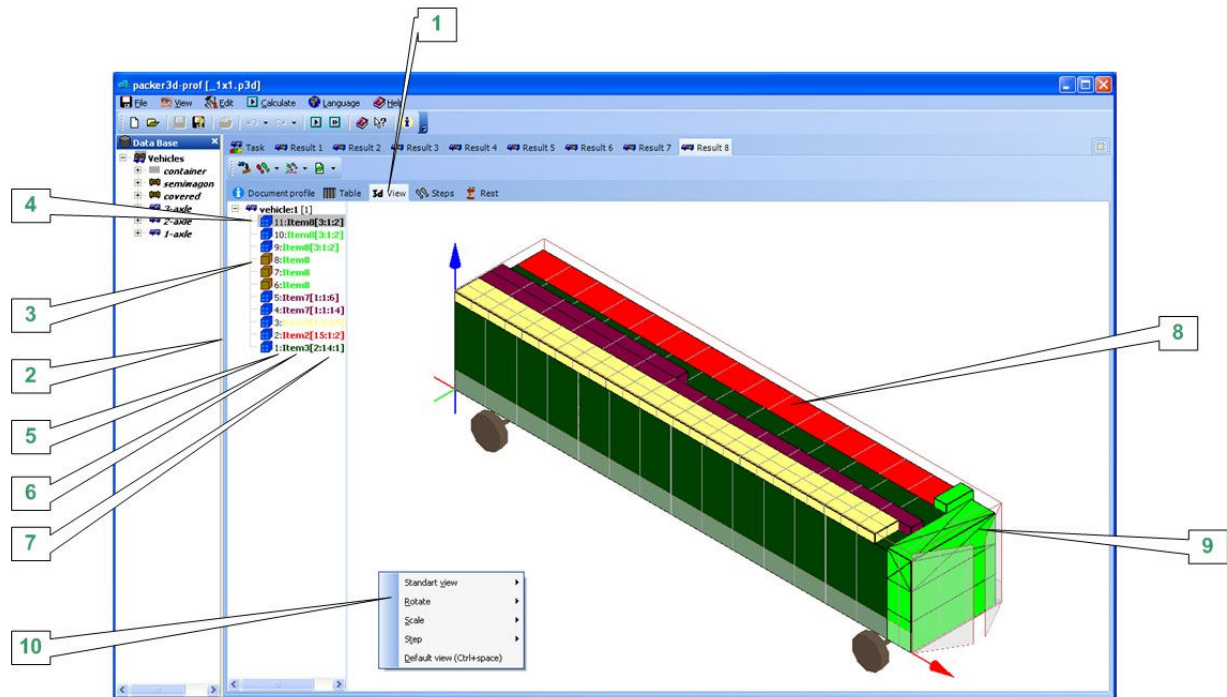 1
packer3d-prof [_1x1.p3d]
File View Edit Calculate Language Help
Data Base
Task Result 1 Result 2 Result 3 Result 4 Result 5 Result 6 Result 7 Result 8
Vehicles
container
semiwagon
covered
3-axle
2-axle
1-axle
Document profile Table 3d View Steps Rest
vehicle:1 [1]
11:Item8[3:1:2]
10:Item8[3:1:2]
9:Item8[3:1:2]
8:Item8
7:Item8
6:Item8
5:Item7[1:1:6]
4:Item7[1:1:14]
3:
2:Item2[15:1:2]
1:Item3[2:14:1]
4
3
2
5
6
7
10
8
9
Standart view
Rotate
Scale
Step
Default view (Ctrl+space)